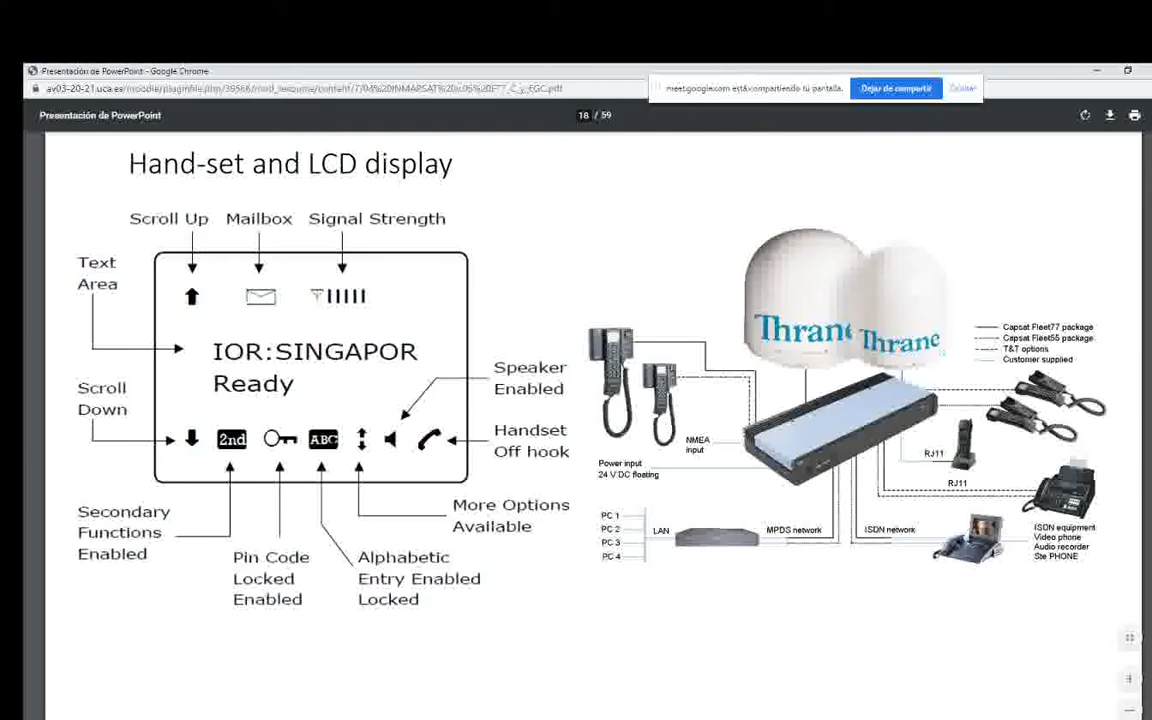 Presentación de PowerPoint - Google Chrome
meet.google.com está compartiendo tu pantalla.
Dejar de compartir
Ocultar
Presentación de PowerPoint
18 / 59
Hand-set and LCD display
Scroll Up
Mailbox
Signal Strength
Text
Area
IOR:SINGAPOR
Ready
Scroll
Down
Speaker
Enabled
2nd
ABC
Handset
Off hook
Secondary
Functions
Enabled
Pin Code
Locked
Enabled
Alphabetic
Entry Enabled
Locked
More Options
Available
Thrane
Thrane
Capsat Fleet77 package
Capsat Fleet55 package
T&T options
Customer supplied
NMEA
input
Power input
24 V DC floating
RJ11
RJ11
PC 1
PC 2
PC 3
PC 4
LAN
MPDS network
ISDN network
ISDN equipment
Video phone
Audio recorder
Ste PHONE